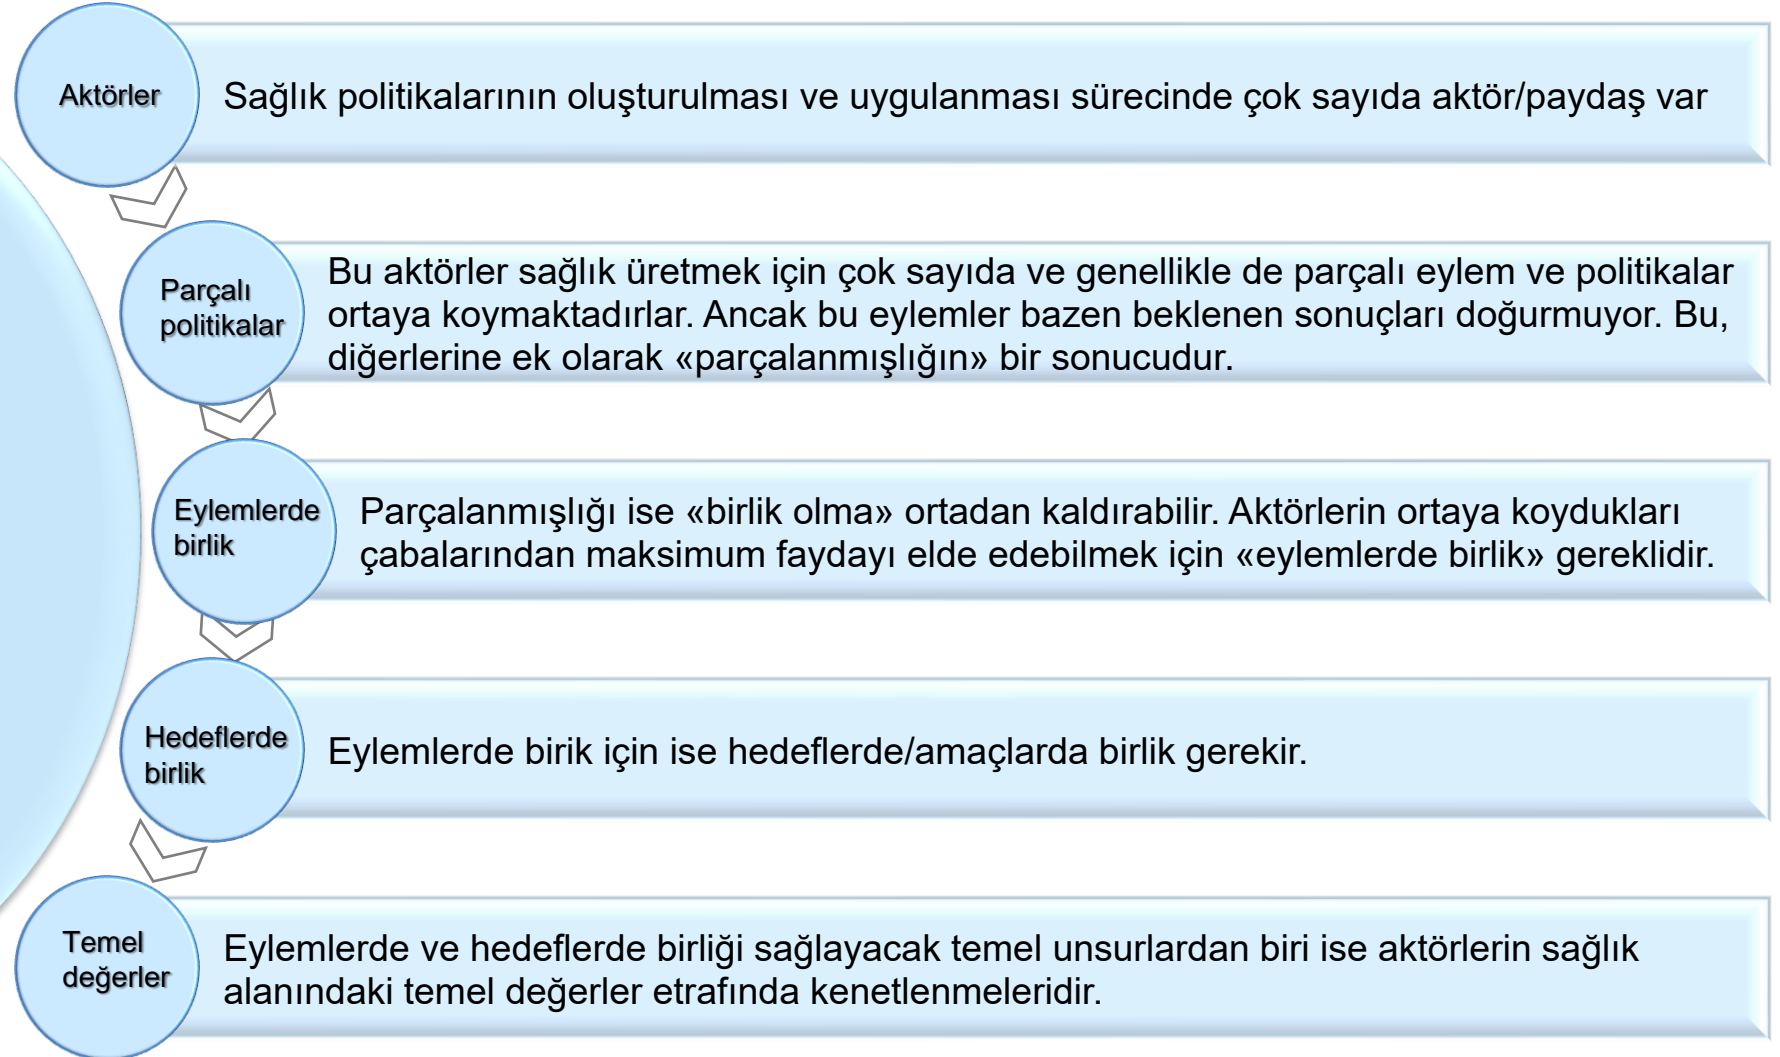 Aktörler
Sağlık politikalarının oluşturulması ve uygulanması sürecinde çok sayıda aktör/paydaş var
Parçalı
politikalar
Bu aktörler sağlık üretmek için çok sayıda ve genellikle de parçalı eylem ve politikalar
ortaya koymaktadırlar. Ancak bu eylemler bazen beklenen sonuçları doğurmuyor. Bu,
diğerlerine ek olarak «parçalanmışlığın» bir sonucudur.
Eylemlerde
birlik
Parçalanmışlığı ise «birlik olma» ortadan kaldırabilir. Aktörlerin ortaya koydukları
çabalarından maksimum faydayı elde edebilmek için «eylemlerde birlik» gereklidir.
Hedeflerde
birlik
Eylemlerde birik için ise hedeflerde/amaçlarda birlik gerekir.
Temel
değerler
Eylemlerde ve hedeflerde birliği sağlayacak temel unsurlardan biri ise aktörlerin sağlık
alanındaki temel değerler etrafında kenetlenmeleridir.